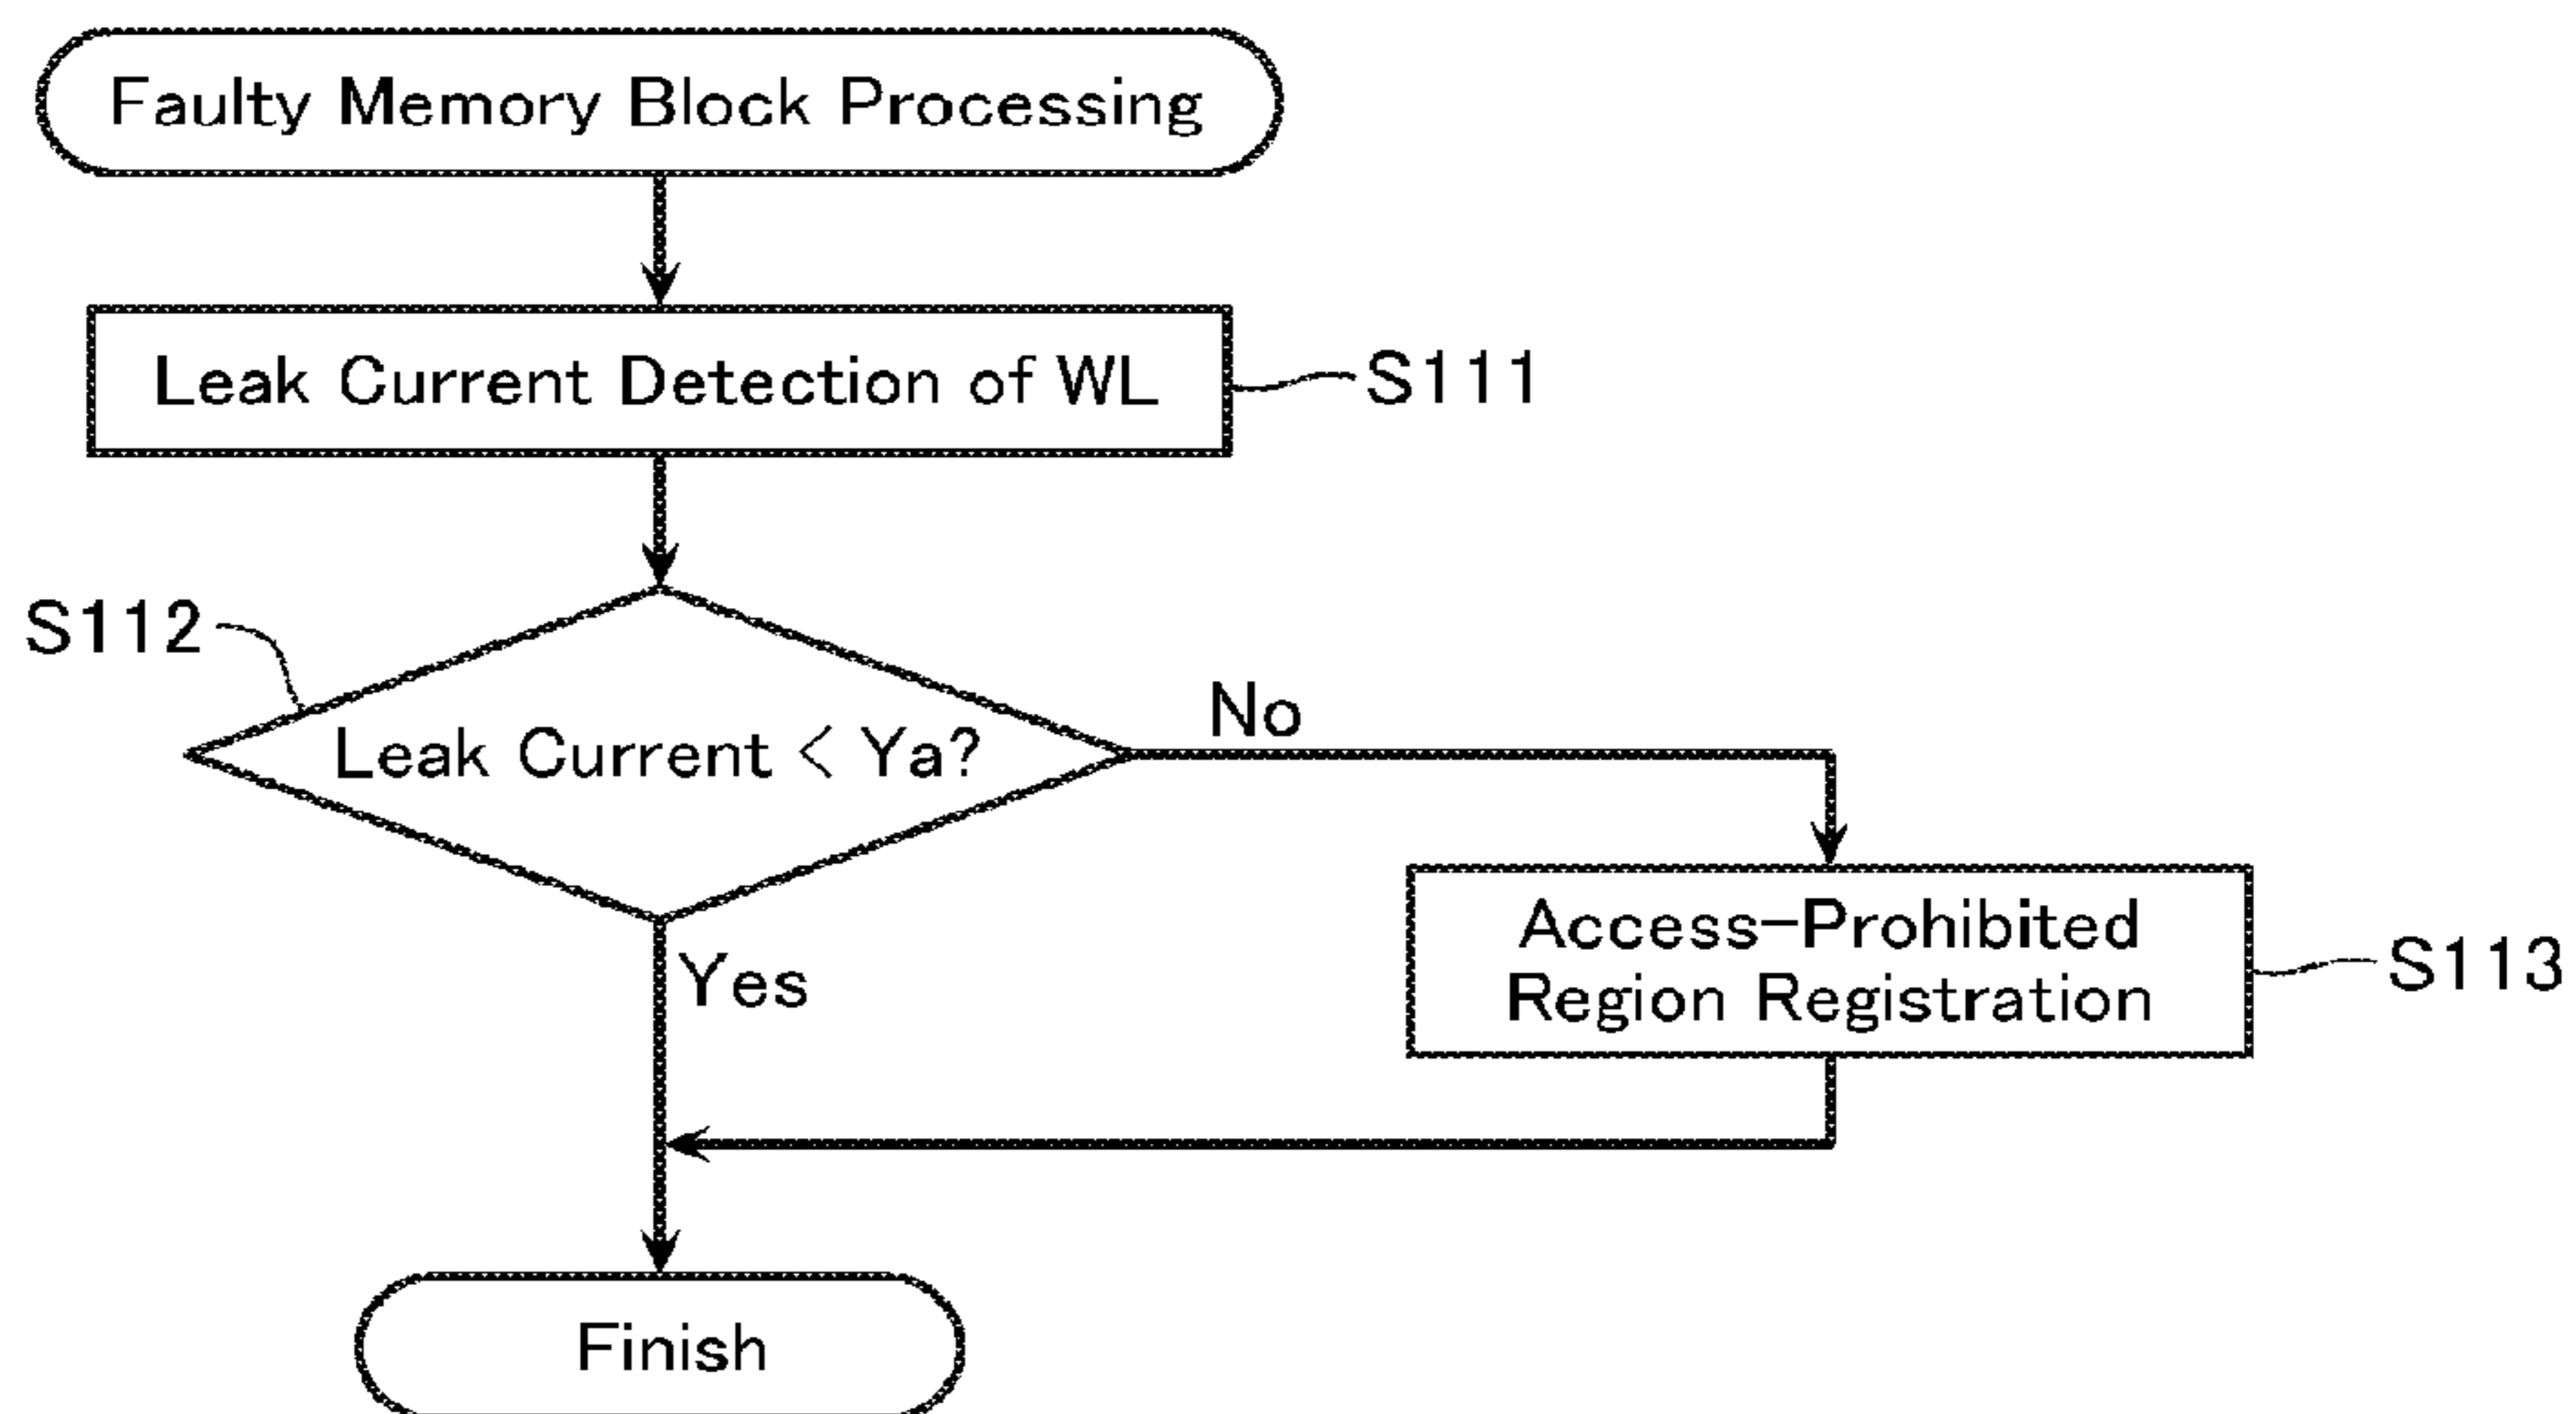 Faulty Memory Block Processing
Leak Current Detection of WL
S111
S112
Leak Current < Ya?
No
Yes
Access-Prohibited
Region Registration
S113
Finish